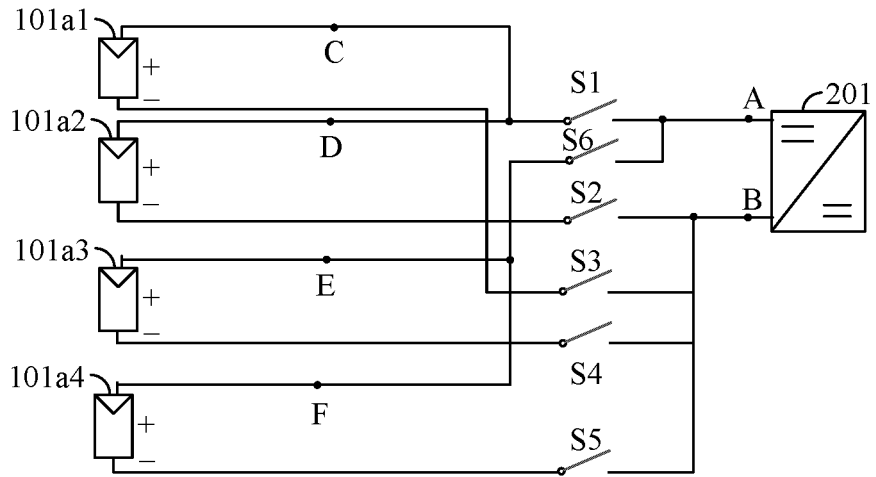 101a1
+
−
C
S1
A
201
101a2
+
−
D
S6
S2
B
101a3
+
−
E
S3
S4
101a4
+
−
F
S5